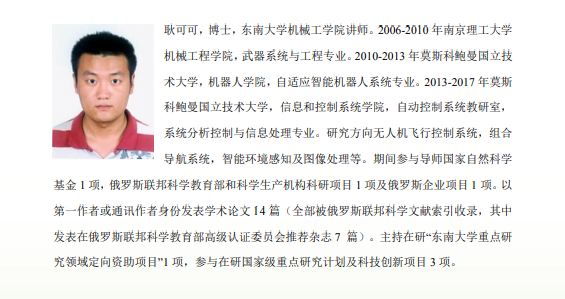 耿可可，博士，东南大学机械工学院讲师。2006-2010 年南京理工大学
机械工程学院，武器系统与工程专业。2010-2013 年莫斯科鲍曼国立技
术大学，机器人学院，自适应智能机器人系统专业。2013-2017 年莫斯
科鲍曼国立技术大学，信息和控制系统学院，自动控制系统教研室，
系统分析控制与信息处理专业。研究方向无人机飞行控制系统，组合
导航系统，智能环境感知及图像处理等。期间参与导师国家自然科学
基金 1 项，俄罗斯联邦科学教育部和科学生产机构科研项目 1 项及俄罗斯企业项目 1 项。以
第一作者或通讯作者身份发表学术论文 14 篇（全部被俄罗斯联邦科学文献索引收录，其中
发表在俄罗斯联邦科学教育部高级认证委员会推荐杂志 7 篇）。主持在研“东南大学重点研
究领域定向资助项目”1 项，参与在研国家级重点研究计划及科技创新项目 3 项。